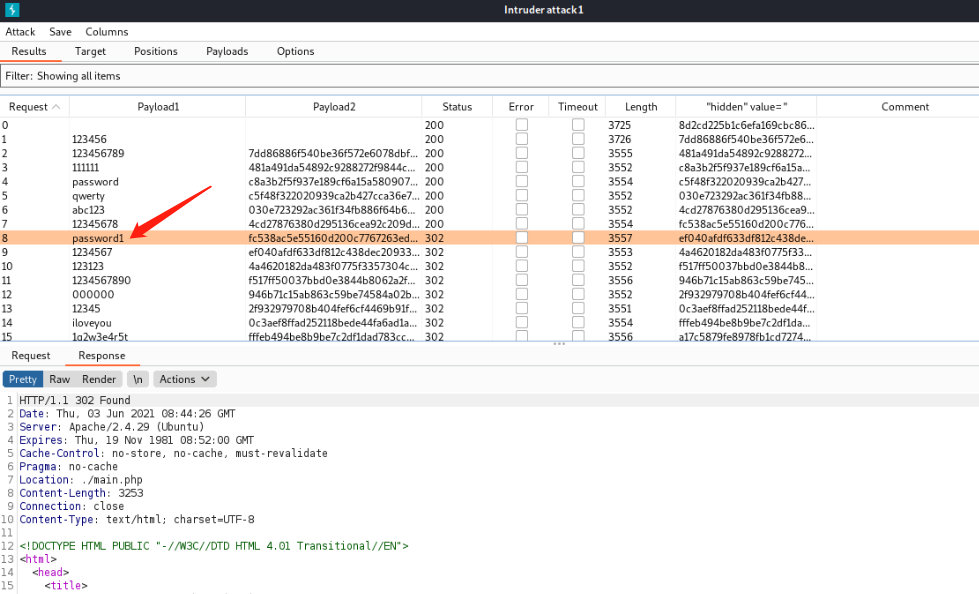 Intruder attack1
Attack Save Columns
Results Target Positions Payloads Options
Filter: Showing all items
Request Payload1 Payload2 Status Error Timeout Length "hidden" value=" Comment
0 200 3725 8d2cd225b1c6efa169cbc86...
1 123456 200 3726 7dd86886f540be36f572e6...
2 123456789 7dd86886f540be36f572e6078dbf... 200 3555 481a491da54892c9288272...
3 111111 481a491da54892c9288272f9844c... 200 3552 c8a3b2f5f937e189cf6a15a...
4 password c8a3b2f5f937e189cf6a15a580907... 200 3554 c5f48f322020939ca2b427...
5 qwerty c5f48f322020939ca2b427cca36e7... 200 3552 030e723292ac361f34fb88...
6 abc123 030e723292ac361f34fb886f64b6... 200 3552 4cd27876380d295136cea9...
7 12345678 4cd27876380d295136cea92c209d... 200 3554 fc538ac5e55160d200c776...
8 password1 fc538ac5e55160d200c7767263ed... 302 3557 ef040afdf633df812c438de...
9 1234567 ef040afdf633df812c438dec20933... 302 3553 4a4620182da483f0775f33...
10 123123 4a4620182da483f0775f3357304c... 302 3552 f517ff50037bbd0e3844b8...
11 1234567890 f517ff50037bbd0e3844b8062a2f... 302 3556 946b71c15ab863c59be745...
12 000000 946b71c15ab863c59be74584a02b... 302 3552 2f932979708b404fef6cf44...
13 12345 2f932979708b404fef6cf4469b91f... 302 3551 0c3aef8ffad252118bede44...
14 iloveyou 0c3aef8ffad252118bede44fa6ad1a... 302 3554 fffeb494be8b9be7c2df1da...
15 1q2w3e4r5t fffeb494be8b9be7c2df1dad783cc... 302 3556 a17c5879fe8978fb1cd7274...
Request Response
Pretty Raw Render \n Actions
1 HTTP/1.1 302 Found
2 Date: Thu, 03 Jun 2021 08:44:26 GMT
3 Server: Apache/2.4.29 (Ubuntu)
4 Expires: Thu, 19 Nov 1981 08:52:00 GMT
5 Cache-Control: no-store, no-cache, must-revalidate
6 Pragma: no-cache
7 Location: ./main.php
8 Content-Length: 3253
9 Connection: close
10 Content-Type: text/html; charset=UTF-8
11
12 <!DOCTYPE HTML PUBLIC "-//W3C//DTD HTML 4.01 Transitional//EN">
13 <html>
14 <head>
15 <title>